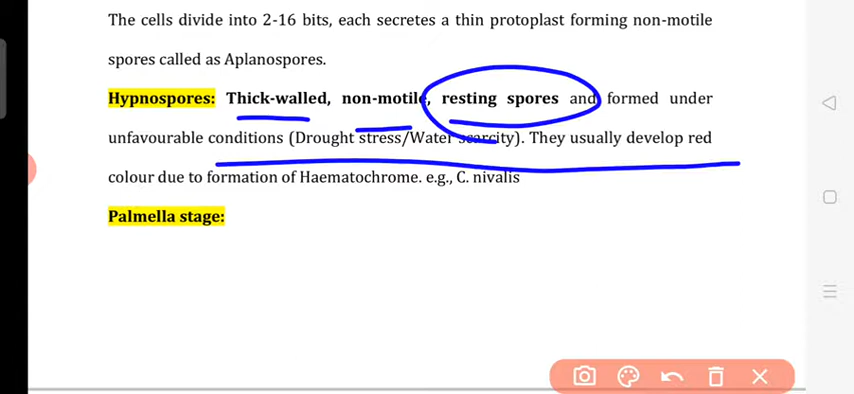 The cells divide into 2-16 bits, each secretes a thin protoplast forming non-motile
spores called as Aplanospores.
Hypnospores: Thick-walled, non-motile, resting spores and formed under
unfavourable conditions (Drought stress/Water scarcity). They usually develop red
colour due to formation of Haematochrome. e.g., C. nivalis
Palmella stage: